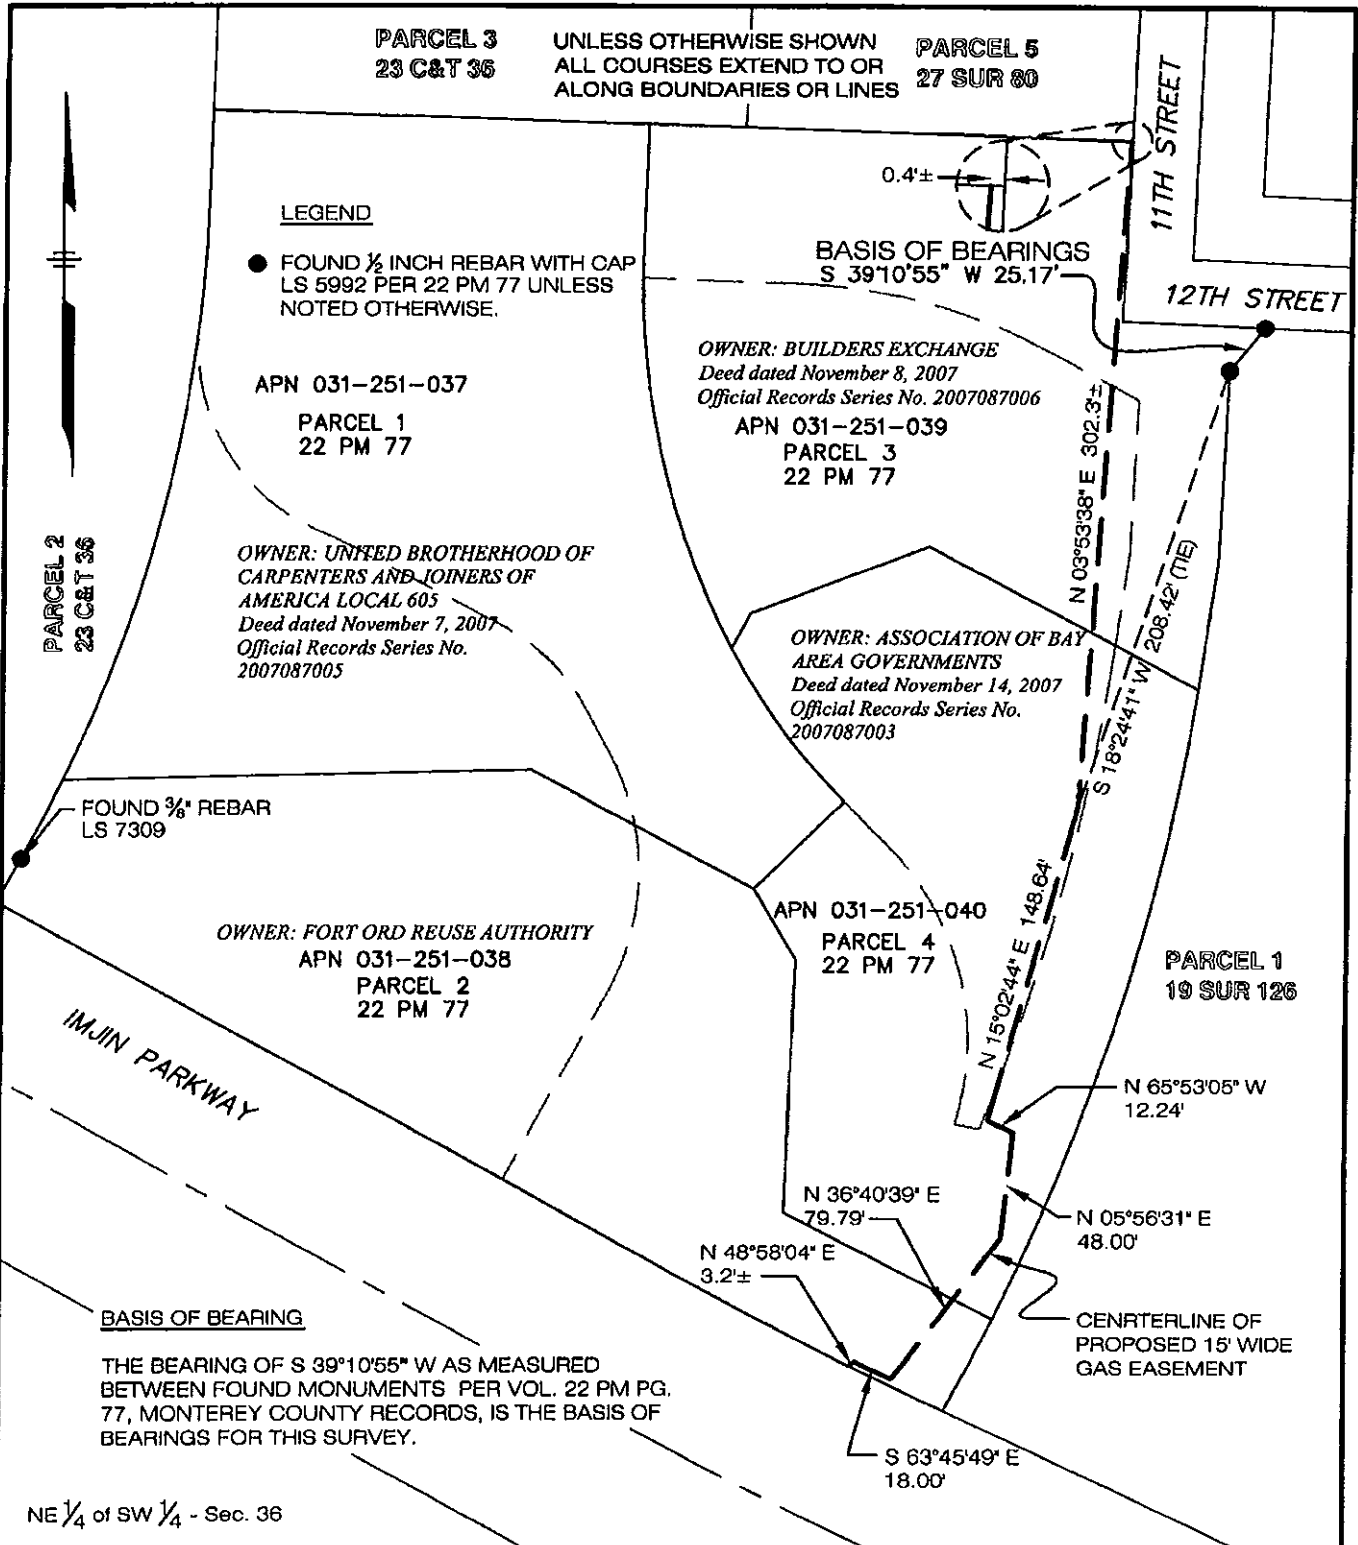 PARCEL 3
23 C&T 36
UNLESS OTHERWISE SHOWN
ALL COURSES EXTEND TO OR
ALONG BOUNDARIES OR LINES
PARCEL 5
27 SUR 80
11TH STREET
0.4'±
LEGEND
FOUND ½ INCH REBAR WITH CAP
LS 5992 PER 22 PM 77 UNLESS
NOTED OTHERWISE.
BASIS OF BEARINGS
S 39°10'55" W 25.17'
12TH STREET
OWNER: BUILDERS EXCHANGE
Deed dated November 8, 2007
Official Records Series No. 2007087006
APN 031-251-039
PARCEL 3
22 PM 77
APN 031-251-037
PARCEL 1
22 PM 77
N 03°53'38" E 302.3'±
PARCEL 2
23 C&T 36
OWNER: UNITED BROTHERHOOD OF
CARPENTERS AND JOINERS OF
AMERICA LOCAL 605
Deed dated November 7, 2007
Official Records Series No.
2007087005
S 18°24'41" W 208.42' (TIE)
OWNER: ASSOCIATION OF BAY
AREA GOVERNMENTS
Deed dated November 14, 2007
Official Records Series No.
2007087003
FOUND ⅜" REBAR
LS 7309
N 15°02'44" E 148.64'
APN 031-251-040
PARCEL 4
22 PM 77
OWNER: FORT ORD REUSE AUTHORITY
APN 031-251-038
PARCEL 2
22 PM 77
PARCEL 1
19 SUR 126
IMJIN PARKWAY
N 65°53'05" W
12.24'
N 36°40'39" E
79.79'
N 05°56'31" E
48.00'
N 48°58'04" E
3.2'±
CENRTERLINE OF
PROPOSED 15' WIDE
GAS EASEMENT
BASIS OF BEARING
THE BEARING OF S 39°10'55" W AS MEASURED
BETWEEN FOUND MONUMENTS PER VOL. 22 PM PG.
77, MONTEREY COUNTY RECORDS, IS THE BASIS OF
BEARINGS FOR THIS SURVEY.
S 63°45'49" E
18.00'
NE ¼ of SW ¼ - Sec. 36